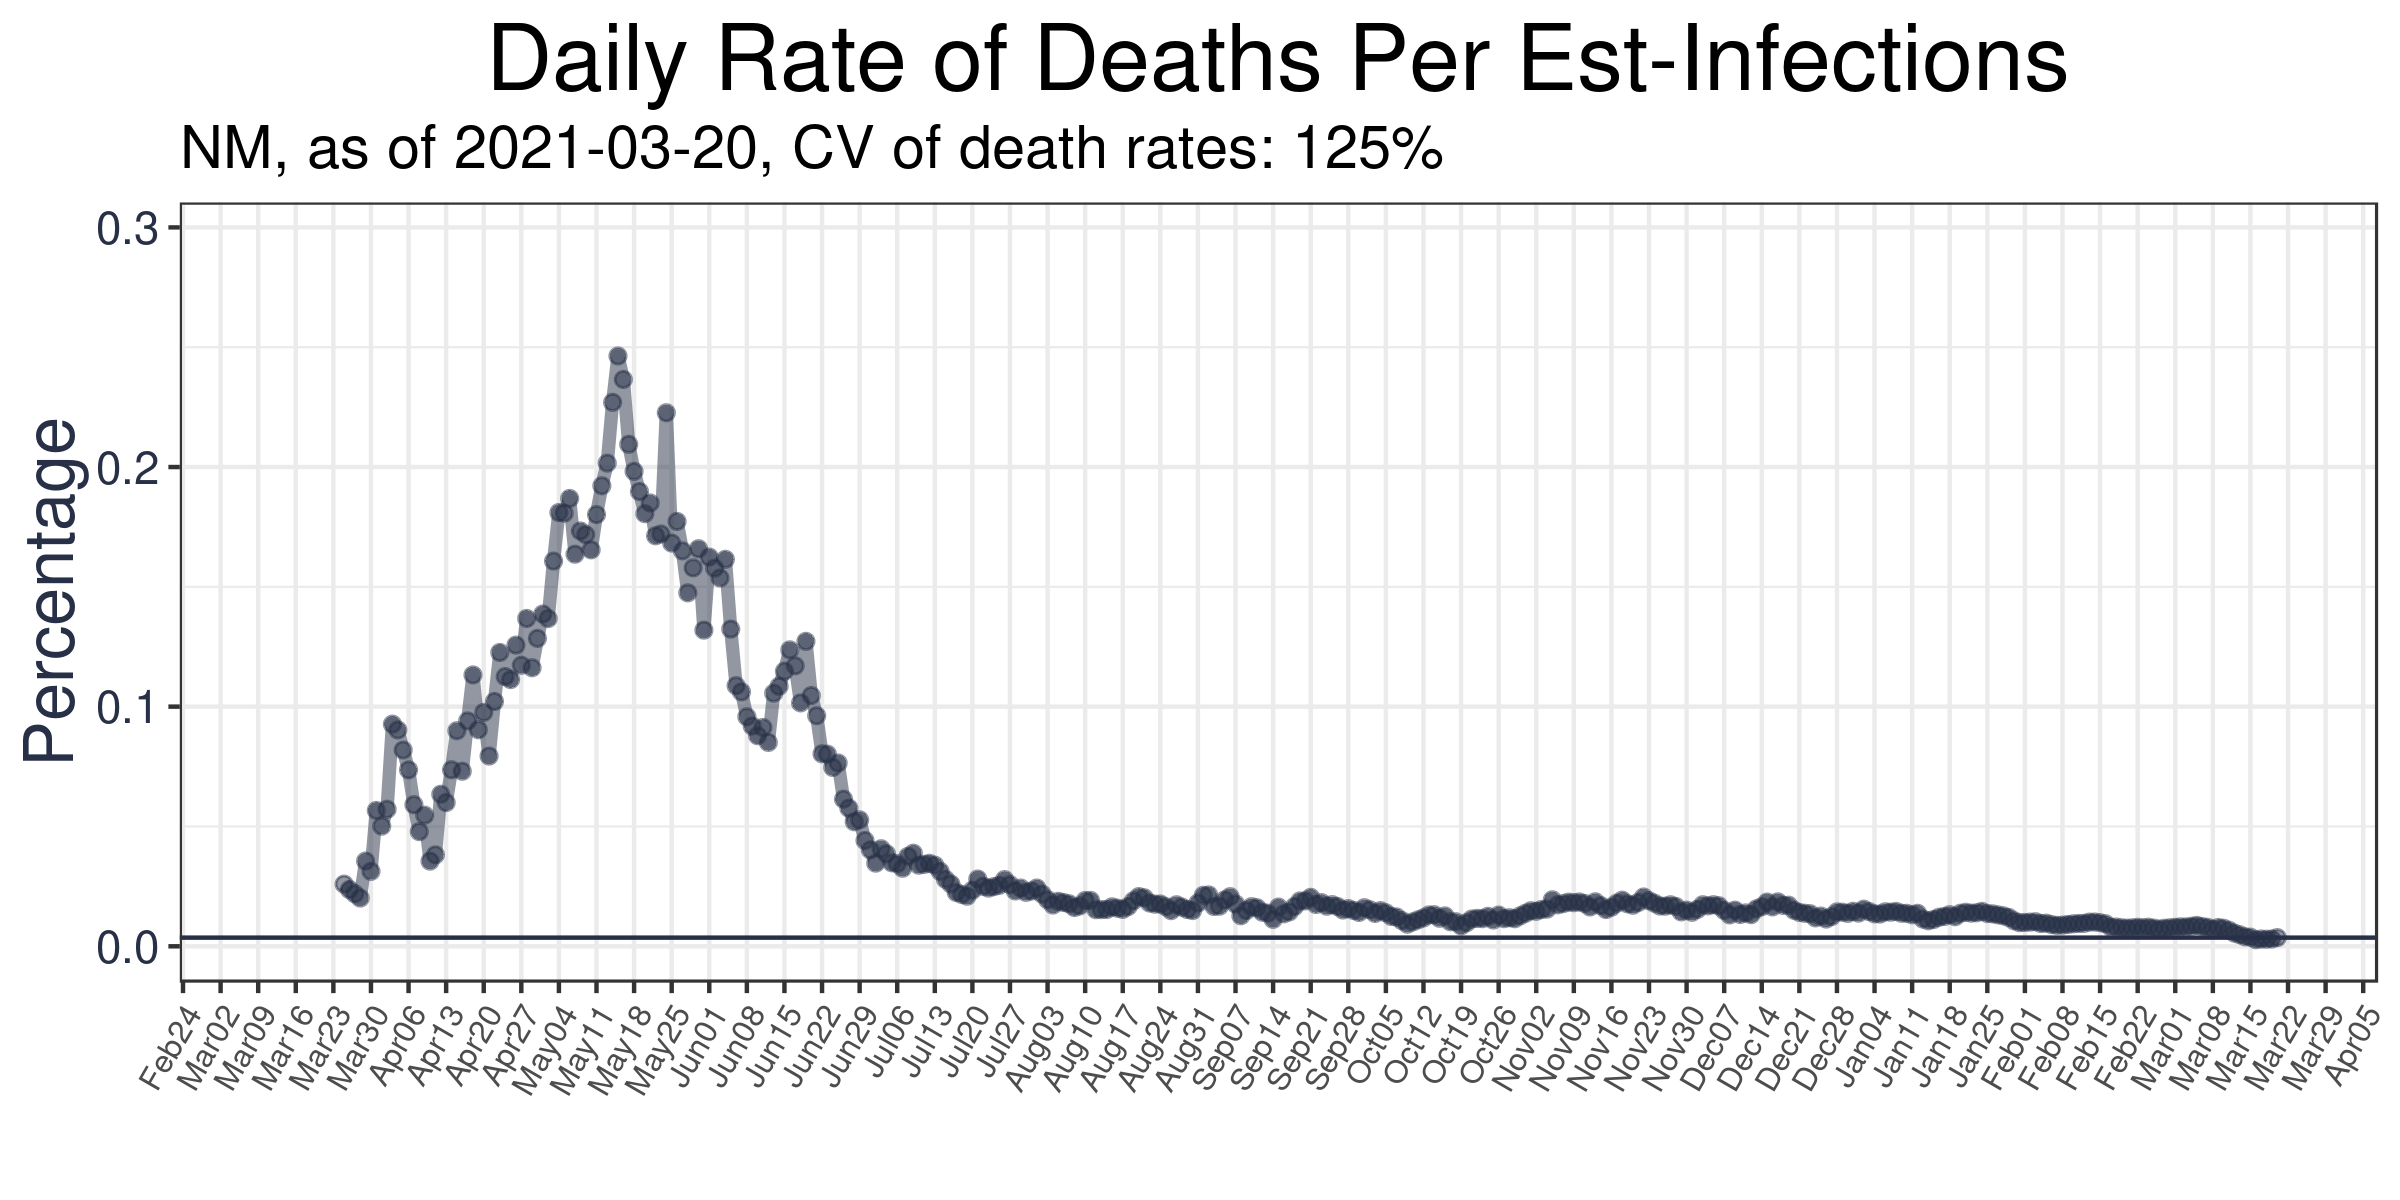 Daily Rate of Deaths Per Est-Infections
NM, as of 2021-03-20, CV of death rates: 125%
Percentage
0.3
0.2
0.1
0.0
Feb24
Mar02
Mar09
Mar16
Mar23
Mar30
Apr06
Apr13
Apr20
Apr27
May04
May11
May18
May25
Jun01
Jun08
Jun15
Jun22
Jun29
Jul06
Jul13
Jul20
Jul27
Aug03
Aug10
Aug17
Aug24
Aug31
Sep07
Sep14
Sep21
Sep28
Oct05
Oct12
Oct19
Oct26
Nov02
Nov09
Nov16
Nov23
Nov30
Dec07
Dec14
Dec21
Dec28
Jan04
Jan11
Jan18
Jan25
Feb01
Feb08
Feb15
Feb22
Mar01
Mar08
Mar15
Mar22
Mar29
Apr05